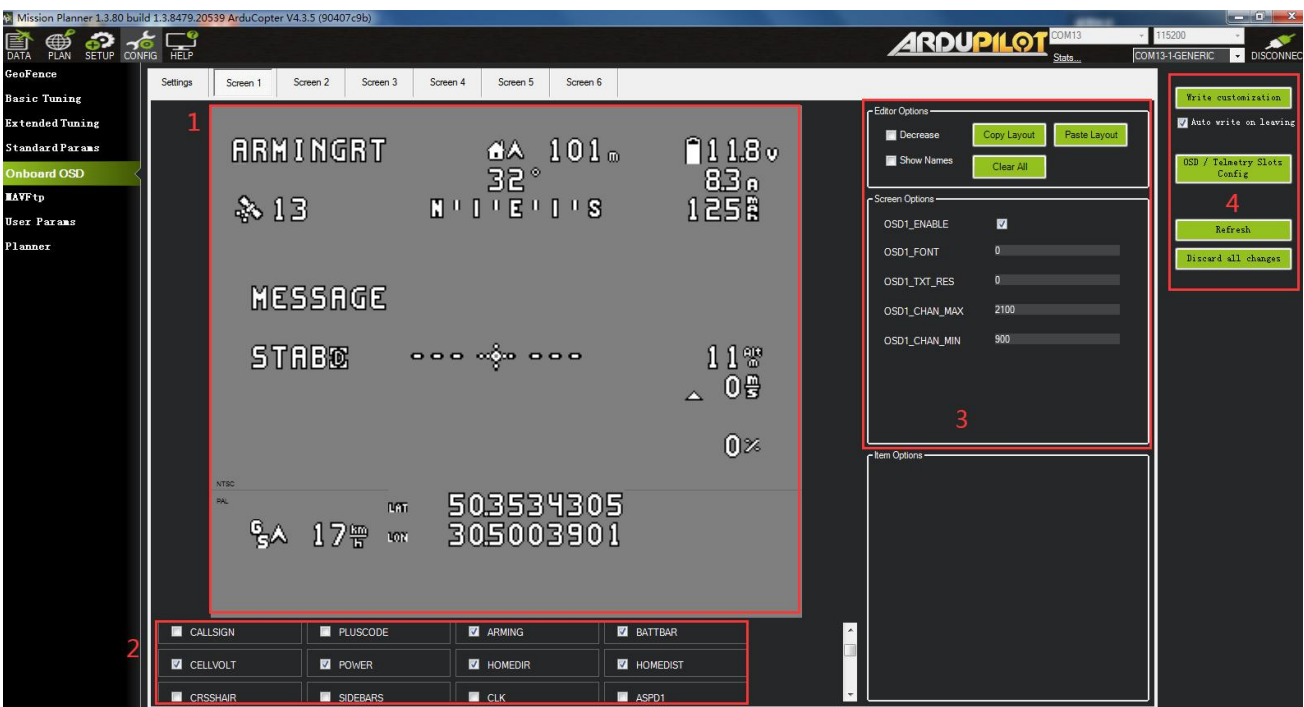 Mission Planner 1.3.80 build 1.3.8479.20539 ArduCopter V4.3.5 (90407c9b)
DATA PLAN SETUP CONFIG HELP
ARDUPILOT
COM13 115200
Stats...
COM13-1-GENERIC DISCONNEC
GeoFence
Basic Tuning
Extended Tuning
Standard Params
Onboard OSD
MAVFtp
User Params
Planner
Settings Screen 1 Screen 2 Screen 3 Screen 4 Screen 5 Screen 6
1
ARMINGRT 101m 11.8v
32° 8.3A
13 N E S 125mAh
MESSAGE
STAB 11 Alt m
0 m/s
0%
NTSC
PAL
LAT 50.3534305
GS 17 km/h LON 30.5003901
2
CALLSIGN PLUSCODE ARMING BATTBAR
CELLVOLT POWER HOMEDIR HOMEDIST
CRSSHAIR SIDEBARS CLK ASPD1
Editor Options
Decrease Copy Layout Paste Layout
Show Names Clear All
Screen Options
OSD1_ENABLE
OSD1_FONT 0
OSD1_TXT_RES 0
OSD1_CHAN_MAX 2100
OSD1_CHAN_MIN 900
3
Item Options
Write customization
Auto write on leaving
OSD / Telmetry Slots
Config
4
Refresh
Discard all changes